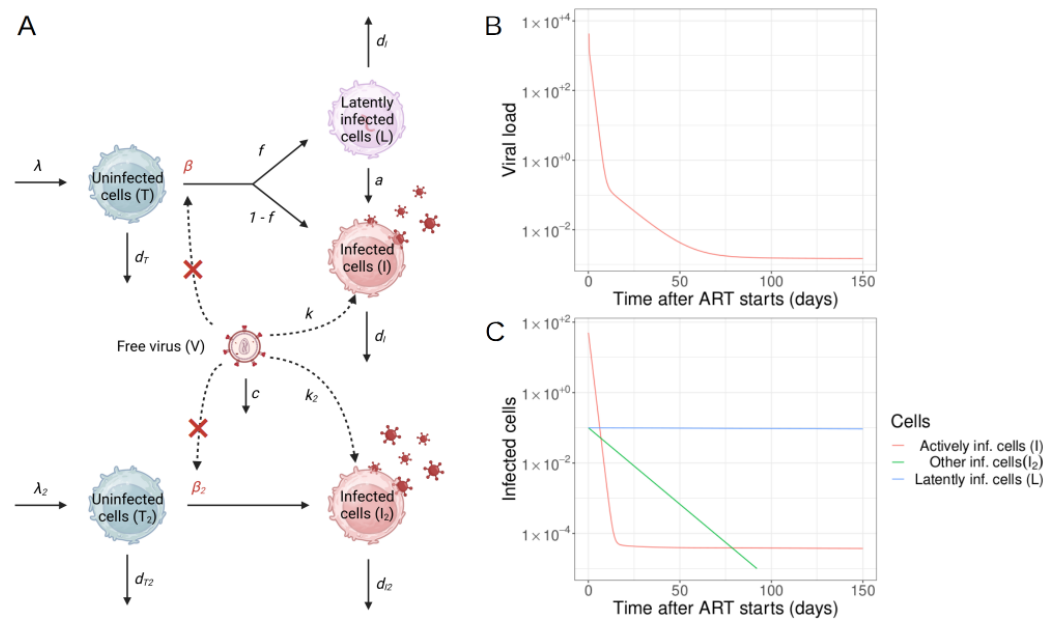 A
d_I
Latently
infected
cells (L)
λ
Uninfected
cells (T)
β
f
a
1 - f
d_T
Infected
cells (I)
k
d_I
Free virus (V)
c
k_2
λ_2
Uninfected
cells (T_2)
β_2
Infected
cells (I_2)
d_T2
d_I2
B
Viral load
1×10^+4
1×10^+2
1×10^+0
1×10^−2
0 50 100 150
Time after ART starts (days)
C
Infected cells
1×10^+2
1×10^+0
1×10^−2
1×10^−4
0 50 100 150
Time after ART starts (days)
Cells
Actively inf. cells (I)
Other inf. cells(I_2)
Latently inf. cells (L)